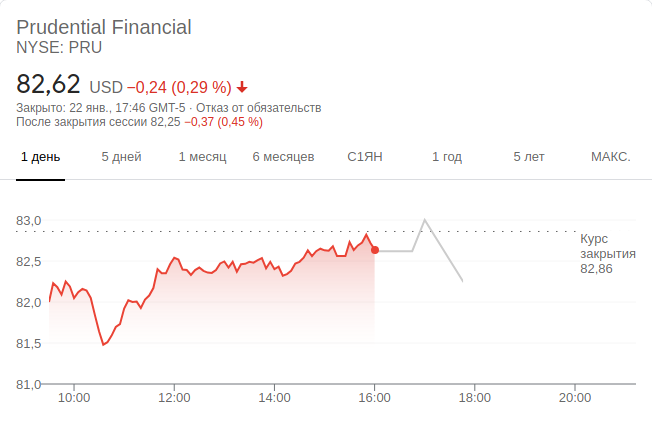 Prudential Financial
NYSE: PRU
82,62 USD −0,24 (0,29 %)
Закрыто: 22 янв., 17:46 GMT-5 · Отказ от обязательств
После закрытия сессии 82,25 −0,37 (0,45 %)
1 день 5 дней 1 месяц 6 месяцев С1ЯН 1 год 5 лет МАКС.
83,0
Курс
закрытия
82,86
82,5
82,0
81,5
81,0
10:00 12:00 14:00 16:00 18:00 20:00